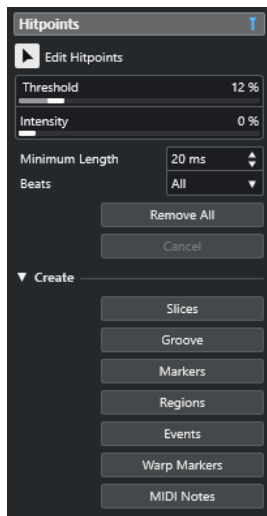 Hitpoints
Edit Hitpoints
Threshold 12 %
Intensity 0 %
Minimum Length 20 ms
Beats All
Remove All
Cancel
Create
Slices
Groove
Markers
Regions
Events
Warp Markers
MIDI Notes